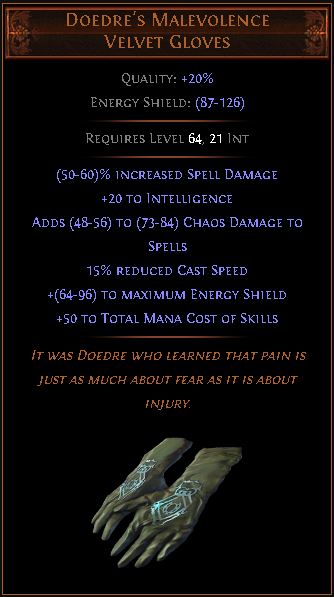 Doedre's Malevolence
Velvet Gloves
Quality: +20%
Energy Shield: (87-126)
Requires Level 64, 21 Int
(50-60)% increased Spell Damage
+20 to Intelligence
Adds (48-56) to (73-84) Chaos Damage to
Spells
15% reduced Cast Speed
+(64-96) to maximum Energy Shield
+50 to Total Mana Cost of Skills
It was Doedre who learned that pain is
just as much about fear as it is about
injury.